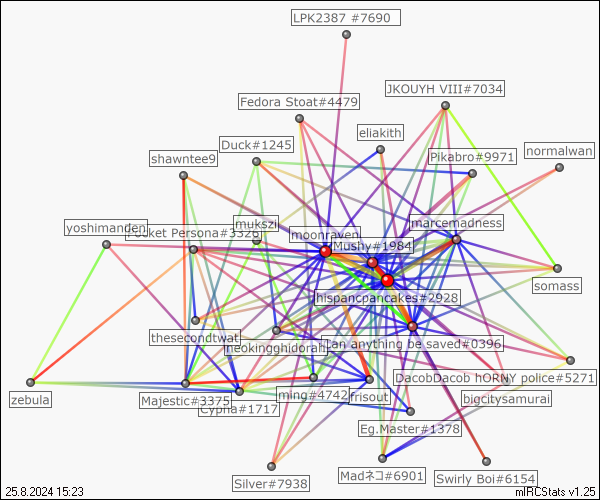 LPK2387 #7690
JKOUYH VIII#7034
Fedora Stoat#4479
eliakith
Duck#1245
normalwan
shawntee9
Pikabro#9971
yoshimanden
mukszi
marcemadness
Pocket Persona#3326
moonraven
Mushy#1984
somass
hispancpancakes#2928
thesecondtwat
neokingghidorah
can anything be saved#0396
DacobDacob hORNY police#5271
zebula
Majestic#3375
ming#4742
frisout
bigcitysamurai
Cypha#1717
Eg.Master#1378
Silver#7938
Madネコ#6901
Swirly Boi#6154
25.8.2024 15:23
mIRCStats v1.25